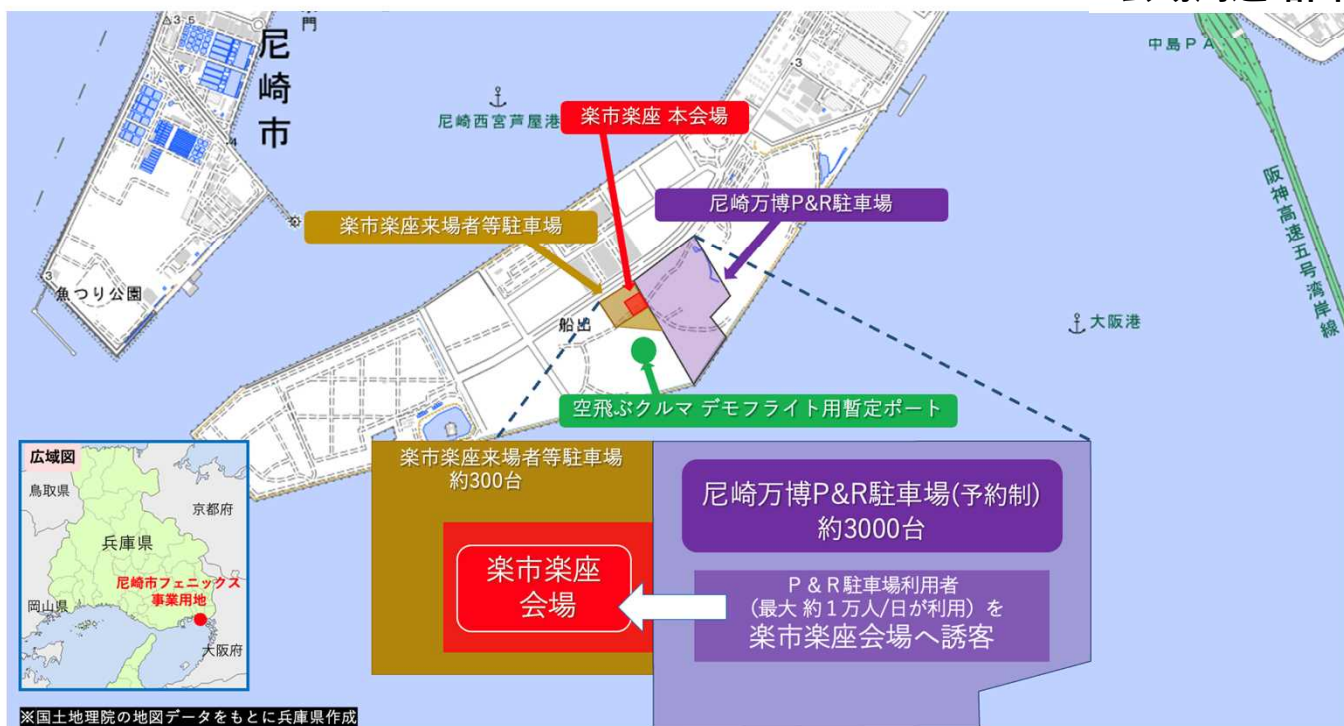 3.5
門
尼崎市
中島PA
3
尼崎西宮芦屋港
楽市楽座 本会場
4
尼崎万博P&R駐車場
楽市楽座来場者等駐車場
阪神高速五号湾岸線
3
魚つり公園
船出
大阪港
空飛ぶクルマ デモフライト用暫定ポート
広域図
鳥取県
京都府
兵庫県
尼崎市フェニックス
事業用地
岡山県
大阪府
楽市楽座来場者等駐車場
約300台
楽市楽座
会場
尼崎万博P&R駐車場(予約制)
約3000台
P&R駐車場利用者
(最大 約1万人/日が利用)を
楽市楽座会場へ誘客
※国土地理院の地図データをもとに兵庫県作成